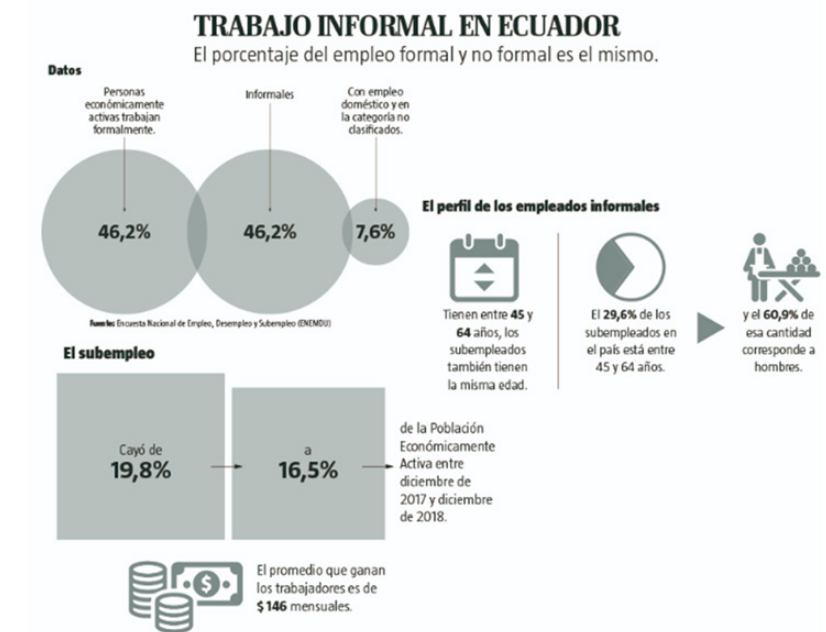 TRABAJO INFORMAL EN ECUADOR
El porcentaje del empleo formal y no formal es el mismo.
Datos
Personas
económicamente
activas trabajan
formalmente.
Informales
Con empleo
doméstico y en
la categoría no
clasificados.
46,2%
46,2%
7,6%
Fuente: Encuesta Nacional de Empleo, Desempleo y Subempleo (ENEMDU)
El perfil de los empleados informales
Tienen entre 45 y
64 años, los
subempleados
también tienen
la misma edad.
El 29,6% de los
subempleados en
el país está entre
45 y 64 años.
y el 60,9% de
esa cantidad
corresponde a
hombres.
El subempleo
Cayó de
19,8%
a
16,5%
de la Población
Económicamente
Activa entre
diciembre de
2017 y diciembre
de 2018.
$
El promedio que ganan
los trabajadores es de
$ 146 mensuales.